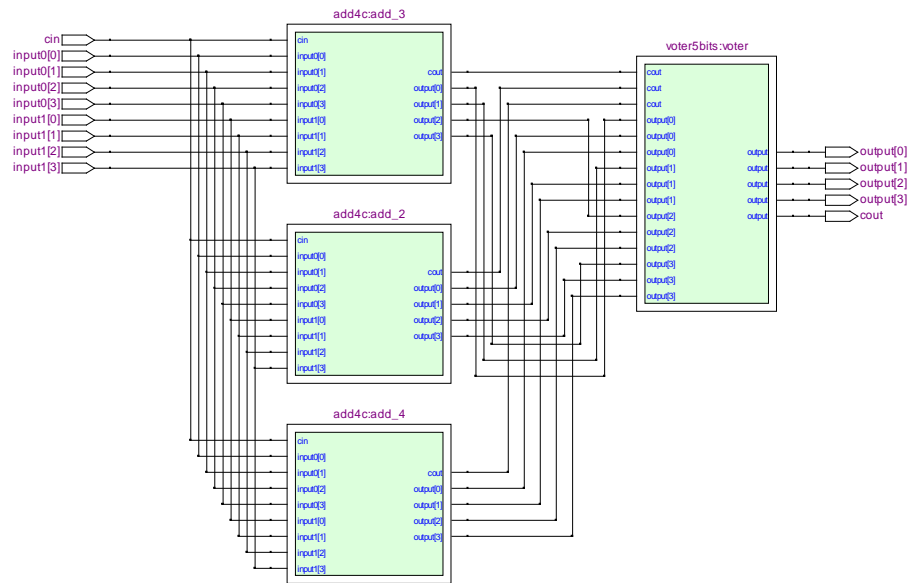 add4c:add_3
cin
input0[0]
input0[1]
input0[2]
input0[3]
input1[0]
input1[1]
input1[2]
input1[3]
cin
input0[0]
input0[1]
input0[2]
input0[3]
input1[0]
input1[1]
input1[2]
input1[3]
cout
output[0]
output[1]
output[2]
output[3]
add4c:add_2
cin
input0[0]
input0[1]
input0[2]
input0[3]
input1[0]
input1[1]
input1[2]
input1[3]
cout
output[0]
output[1]
output[2]
output[3]
add4c:add_4
cin
input0[0]
input0[1]
input0[2]
input0[3]
input1[0]
input1[1]
input1[2]
input1[3]
cout
output[0]
output[1]
output[2]
output[3]
voter5bits:voter
cout
cout
cout
output[0]
output[0]
output[0]
output[1]
output[1]
output[1]
output[2]
output[2]
output[2]
output[3]
output[3]
output[3]
output
output
output
output
output
output[0]
output[1]
output[2]
output[3]
cout